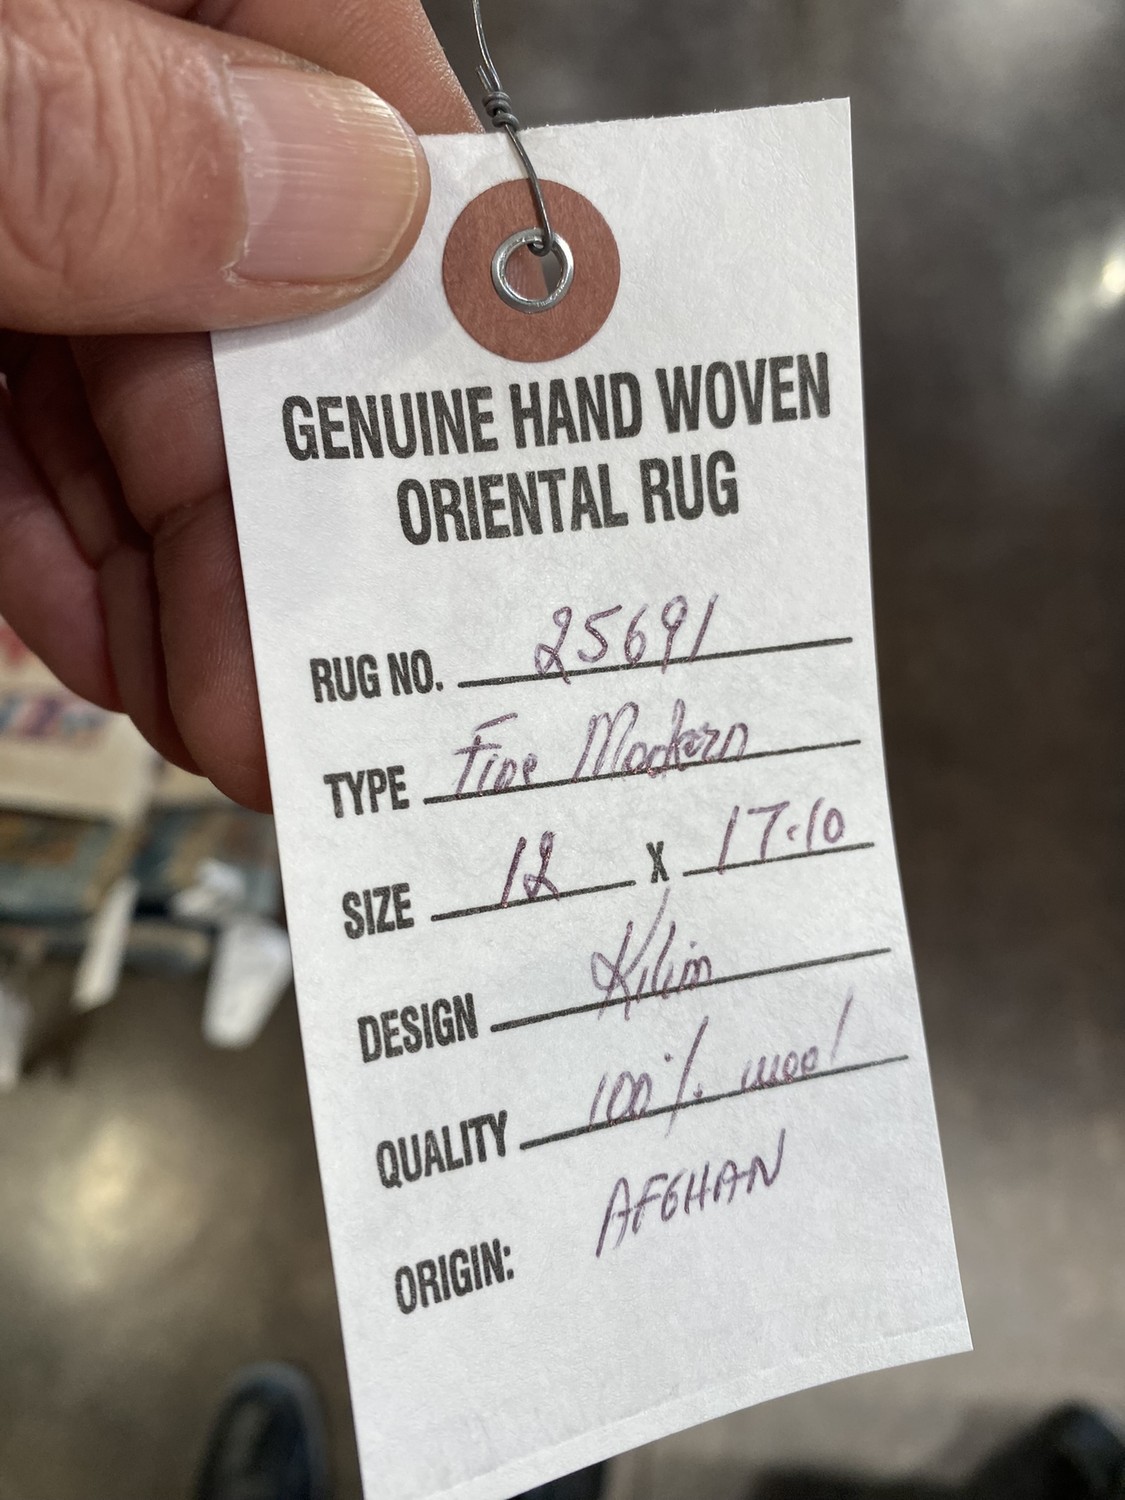 GENUINE HAND WOVEN
ORIENTAL RUG
RUG NO. 25691
TYPE Fine Modern
SIZE 12 X 17.10
DESIGN Kilim
QUALITY 100% wool
ORIGIN: AFGHAN